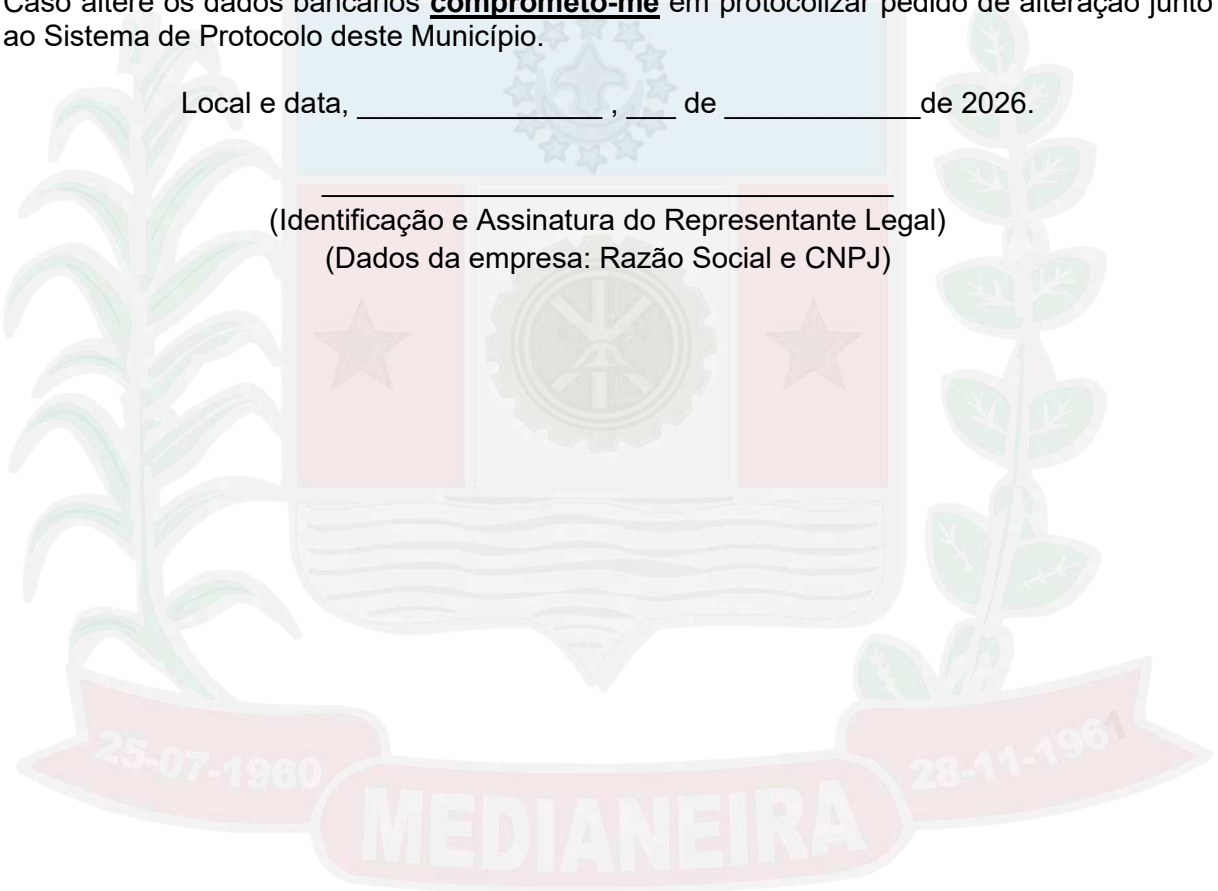 Caso altere os dados bancários comprometo-me em protocolizar pedido de alteração junto
ao Sistema de Protocolo deste Município.
Local e data, _______________ , ___ de ____________de 2026.
___________________________________
(Identificação e Assinatura do Representante Legal)
(Dados da empresa: Razão Social e CNPJ)
25-07-1960
28-11-1961
MEDIANEIRA